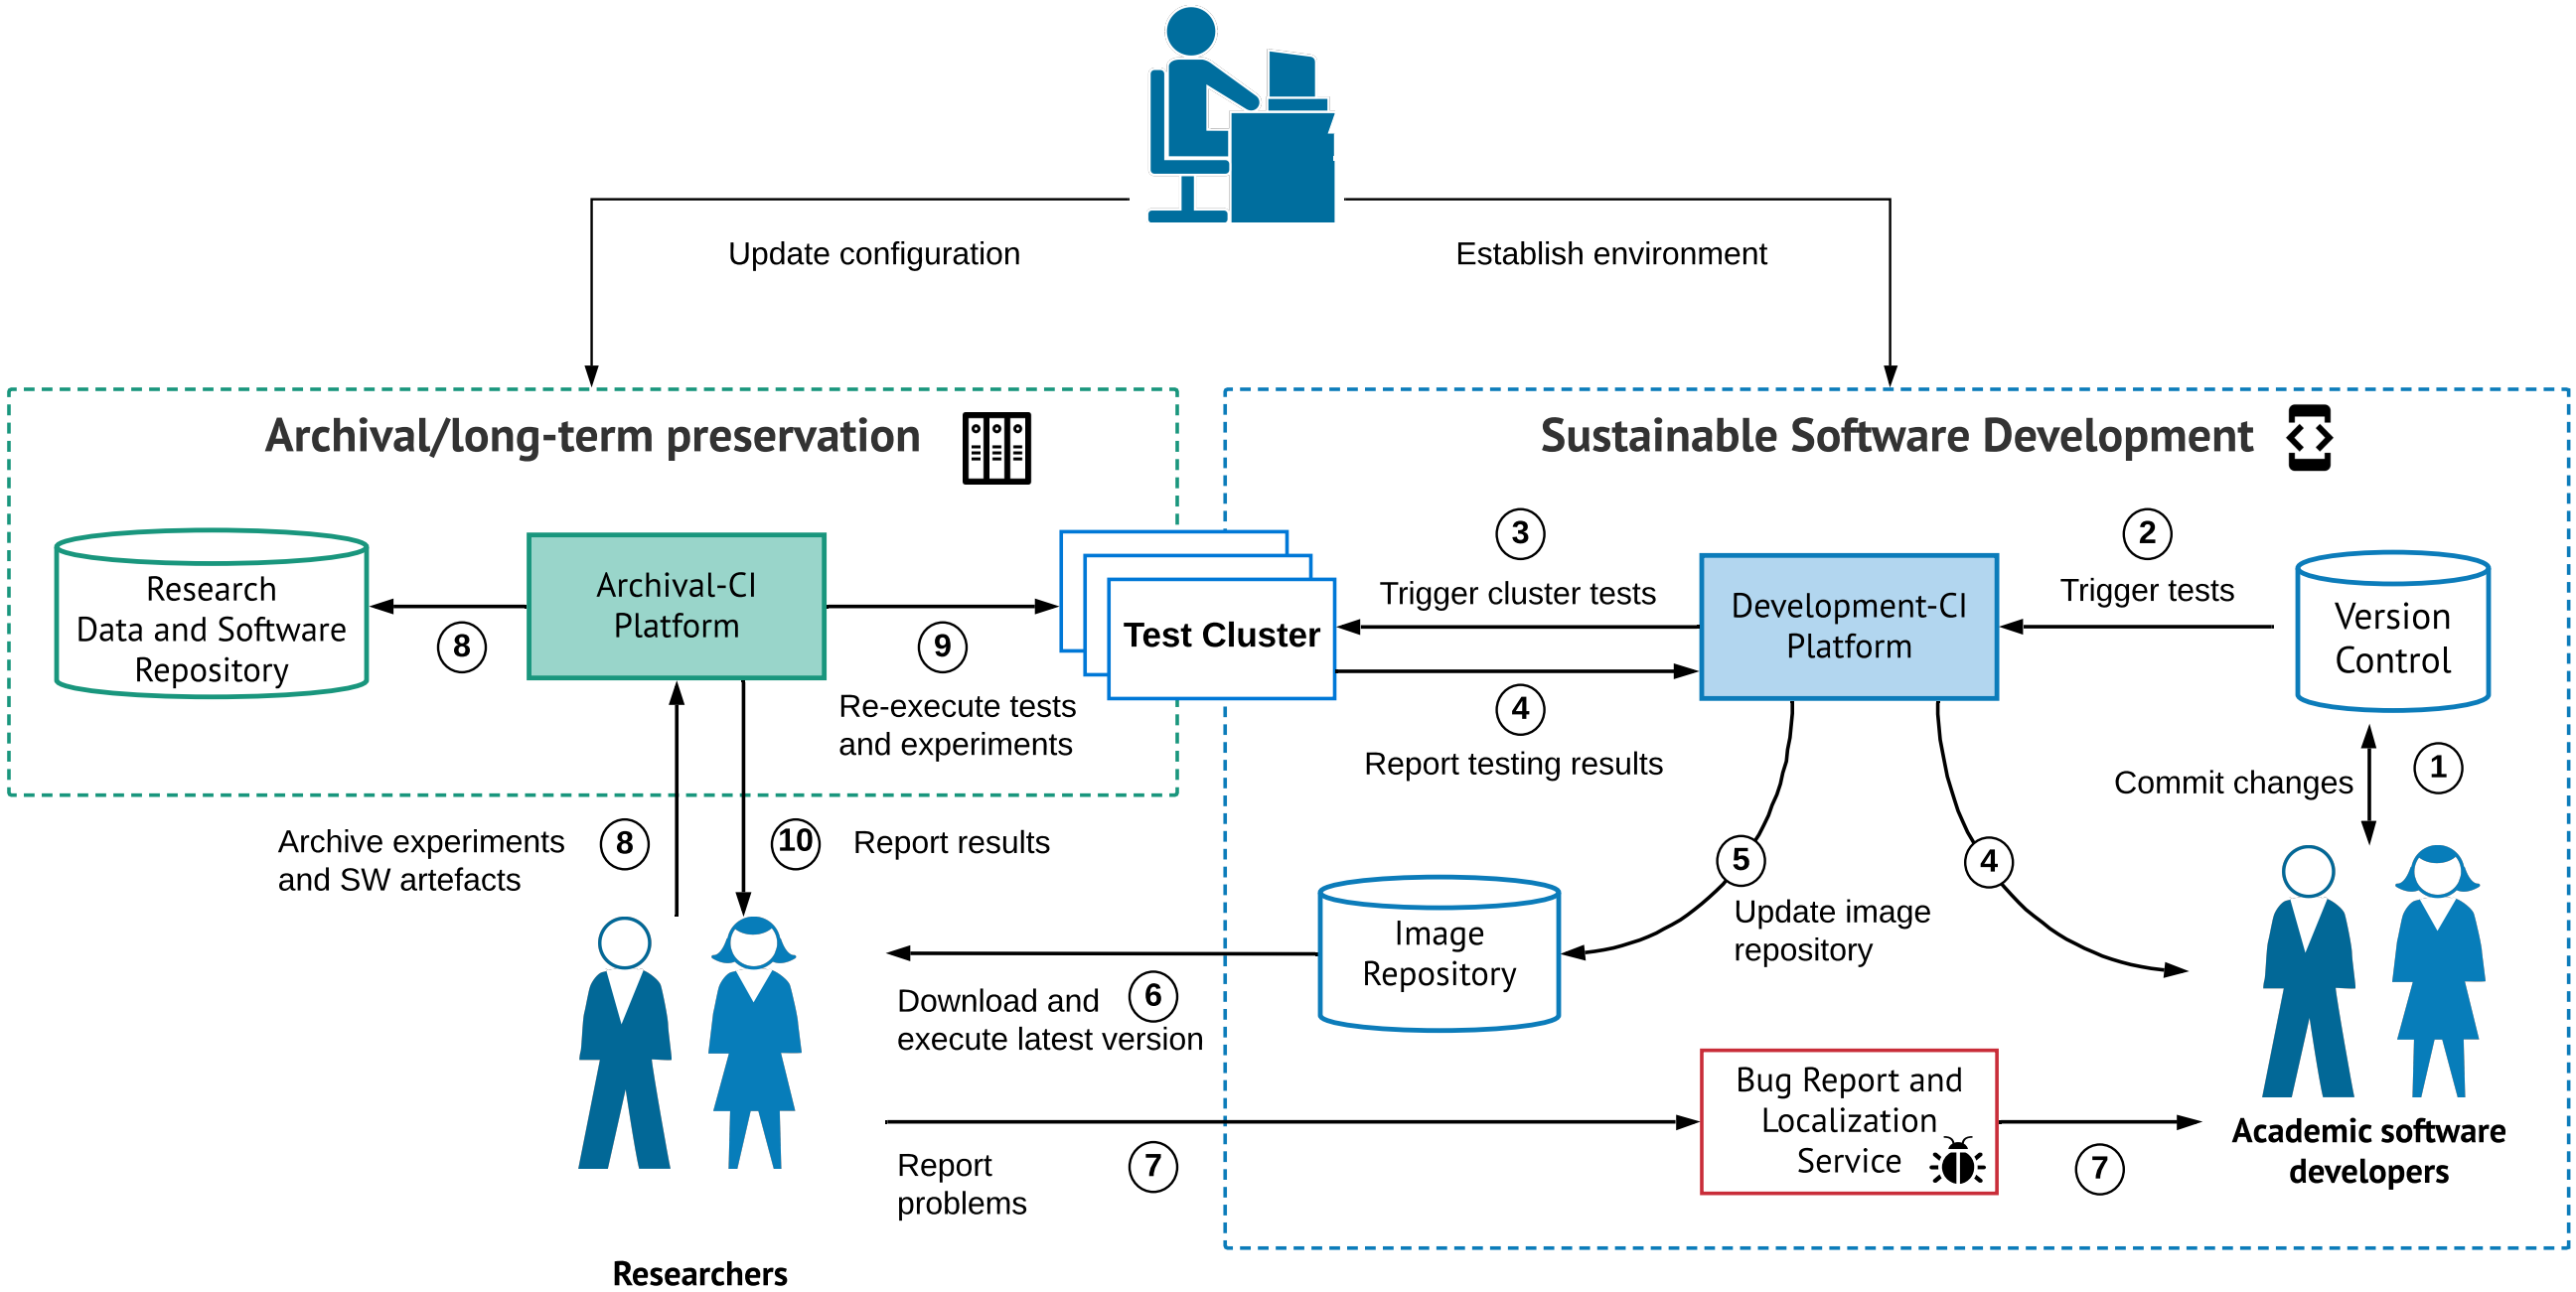 Update configuration
Establish environment
Archival/long-term preservation
Sustainable Software Development
Research
Data and Software
Repository
8
Archival-CI
Platform
9
Re-execute tests
and experiments
Test Cluster
3
Trigger cluster tests
4
Report testing results
Development-CI
Platform
2
Trigger tests
Version
Control
Commit changes
1
Archive experiments
and SW artefacts
8
10
Report results
5
Update image
repository
4
Image
Repository
Download and
execute latest version
6
Report
problems
7
Bug Report and
Localization
Service
7
Academic software
developers
Researchers